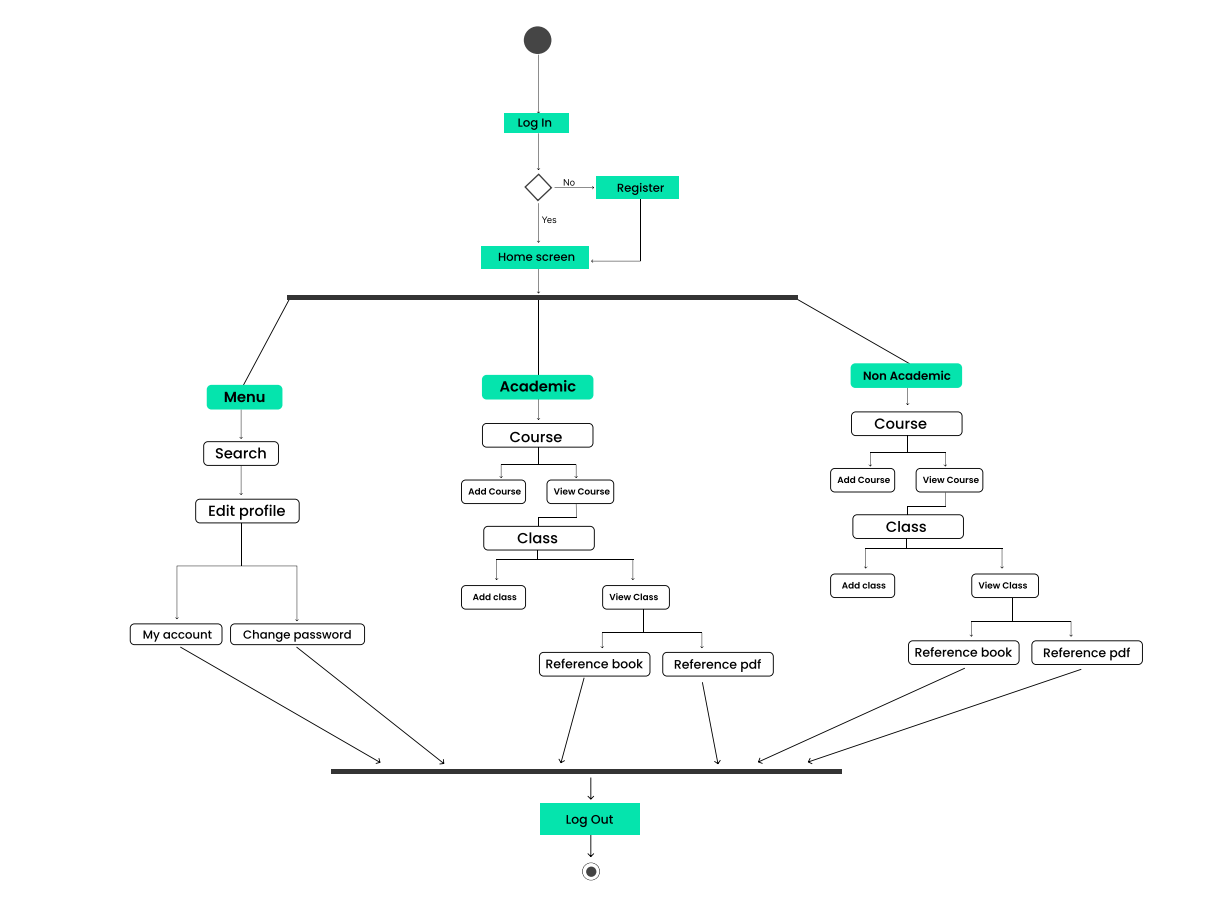 Log In
No
Register
Yes
Home screen
Menu
Search
Edit profile
My account
Change password
Academic
Course
Add Course
View Course
Class
Add class
View Class
Reference book
Reference pdf
Non Academic
Course
Add Course
View Course
Class
Add class
View Class
Reference book
Reference pdf
Log Out